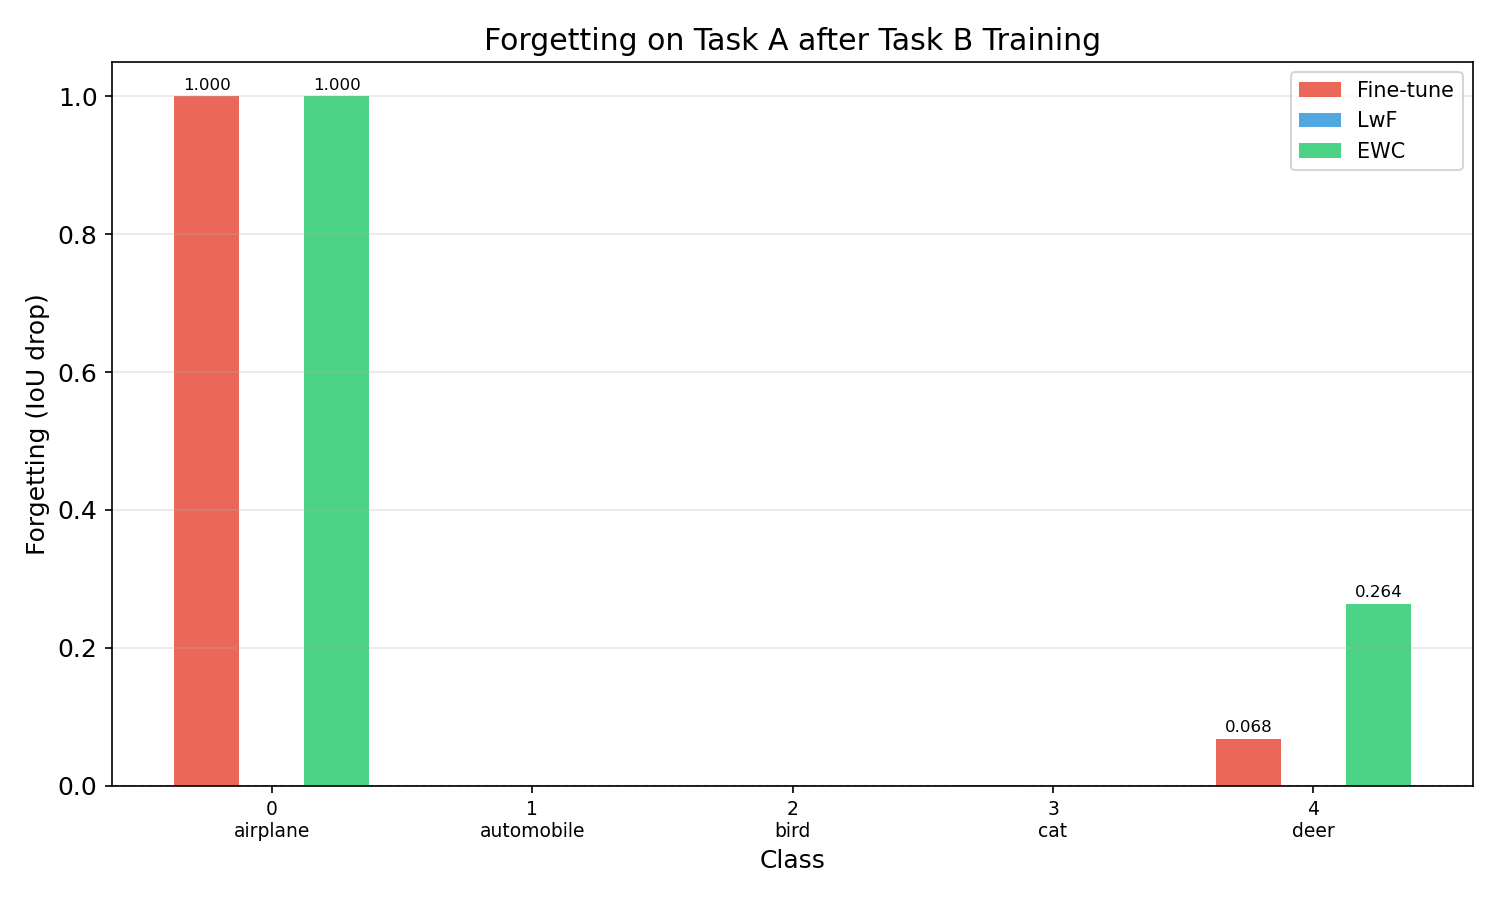 Forgetting on Task A after Task B Training
Fine-tune
LwF
EWC
Forgetting (IoU drop)
1.0
0.8
0.6
0.4
0.2
0.0
1.000
1.000
0.068
0.264
0
airplane
1
automobile
2
bird
3
cat
4
deer
Class